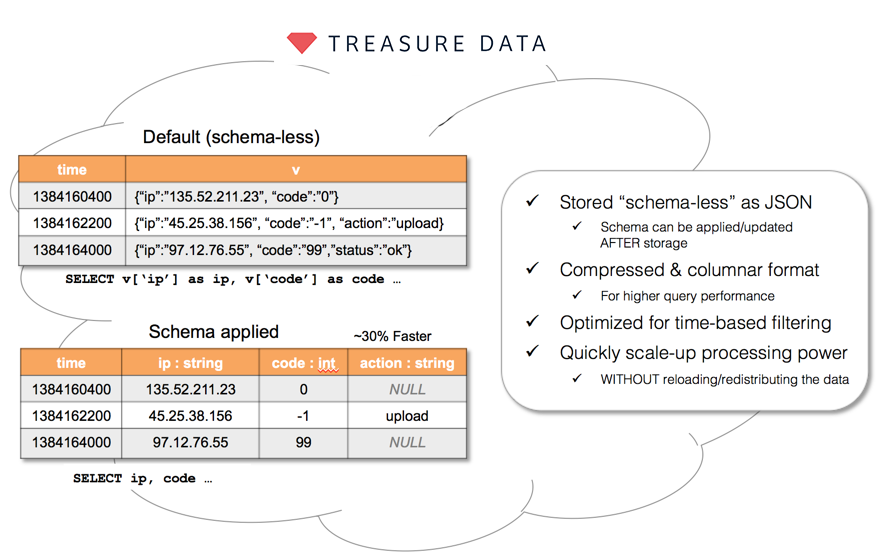 TREASURE DATA
Default (schema-less)
time v
1384160400 {“ip”:”135.52.211.23”, “code”:”0”}
1384162200 {“ip”:”45.25.38.156”, “code”:”-1”, “action”:”upload}
1384164000 {“ip”:”97.12.76.55”, “code”:”99”,”status”:”ok”}
SELECT v[‘ip’] as ip, v[‘code’] as code …
Schema applied
~30% Faster
time ip : string code : int action : string
1384160400 135.52.211.23 0 NULL
1384162200 45.25.38.156 -1 upload
1384164000 97.12.76.55 99 NULL
SELECT ip, code …
✓ Stored “schema-less” as JSON
✓ Schema can be applied/updated
AFTER storage
✓ Compressed & columnar format
✓ For higher query performance
✓ Optimized for time-based filtering
✓ Quickly scale-up processing power
✓ WITHOUT reloading/redistributing the data